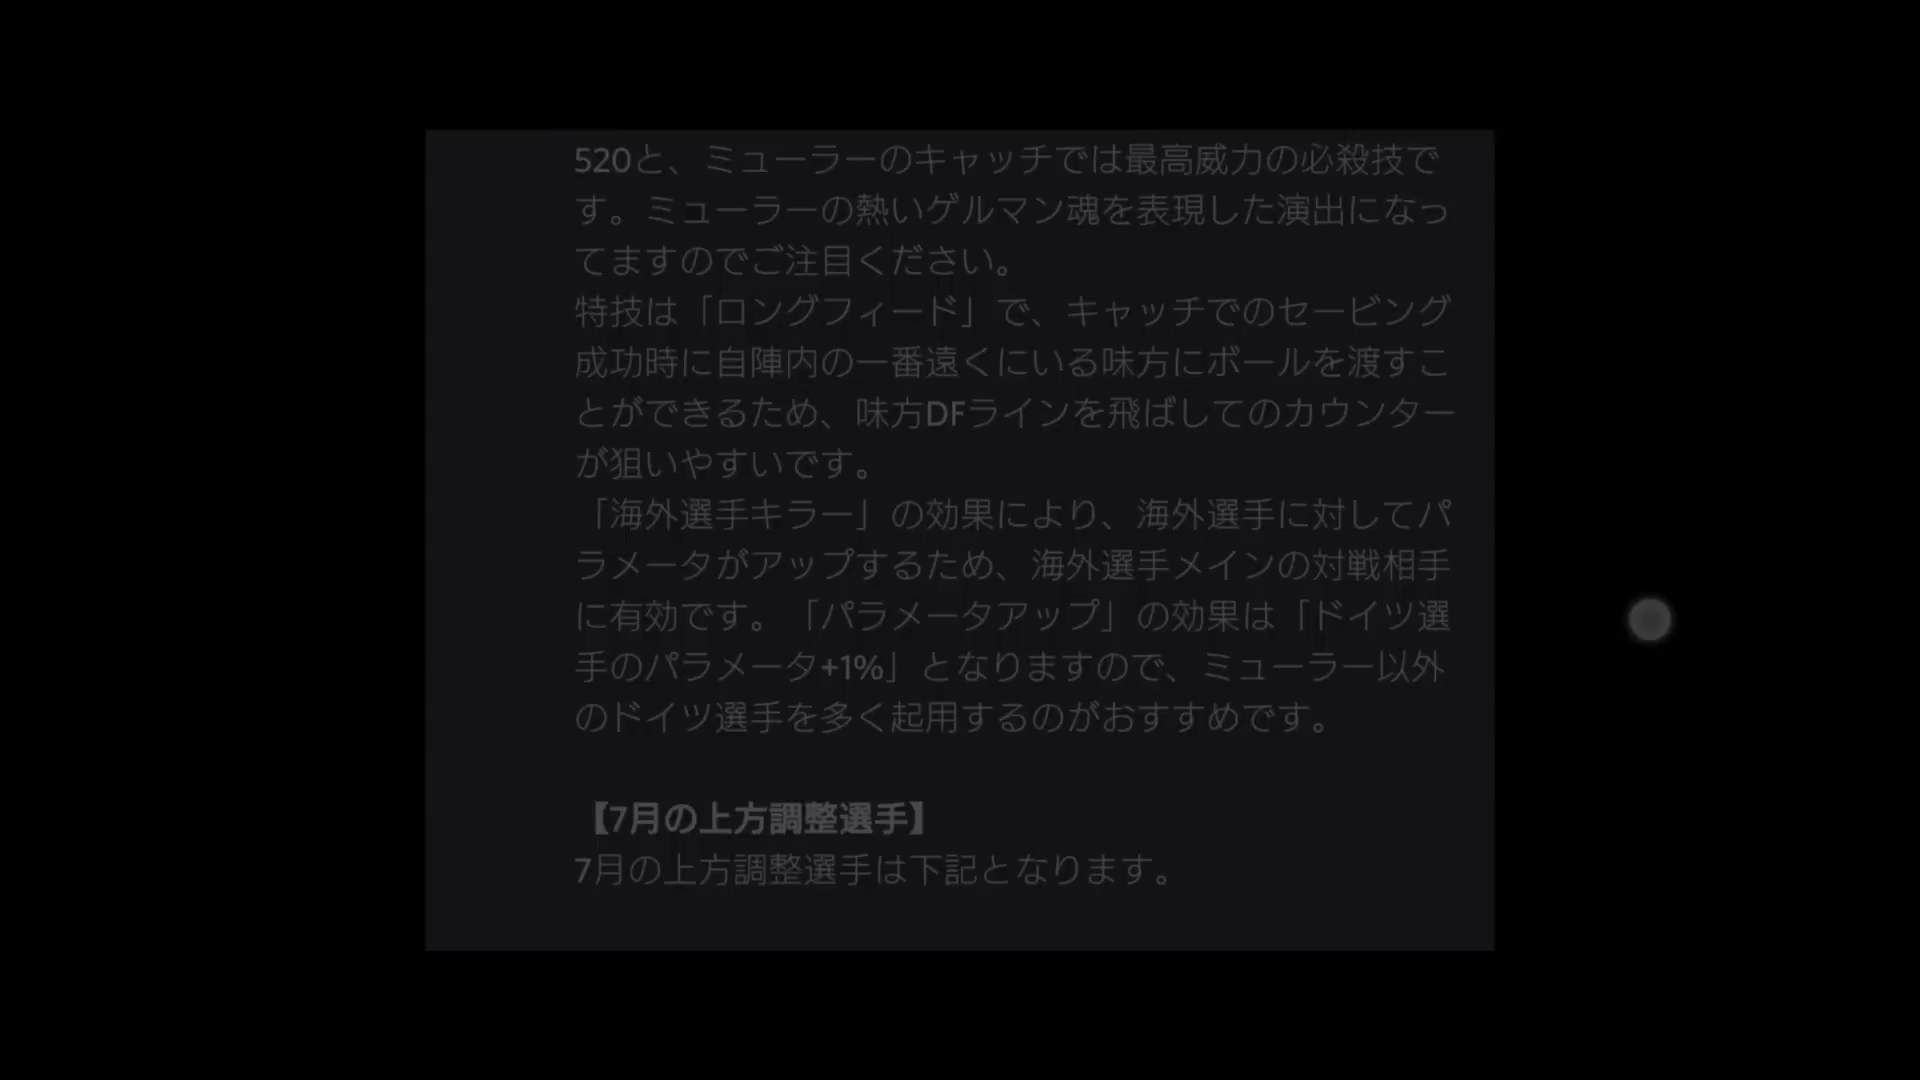 520と、ミューラーのキャッチでは最高威力の必殺技で
す。ミューラーの熱いゲルマン魂を表現した演出になっ
てますのでご注目ください。
特技は「ロングフィード」で、キャッチでのセービング
成功時に自陣内の一番遠くにいる味方にボールを渡すこ
とができるため、味方DFラインを飛ばしてのカウンター
が狙いやすいです。
「海外選手キラー」の効果により、海外選手に対してパ
ラメータがアップするため、海外選手メインの対戦相手
に有効です。「パラメータアップ」の効果は「ドイツ選
手のパラメータ+1%」となりますので、ミューラー以外
のドイツ選手を多く起用するのがおすすめです。
【7月の上方調整選手】
7月の上方調整選手は下記となります。